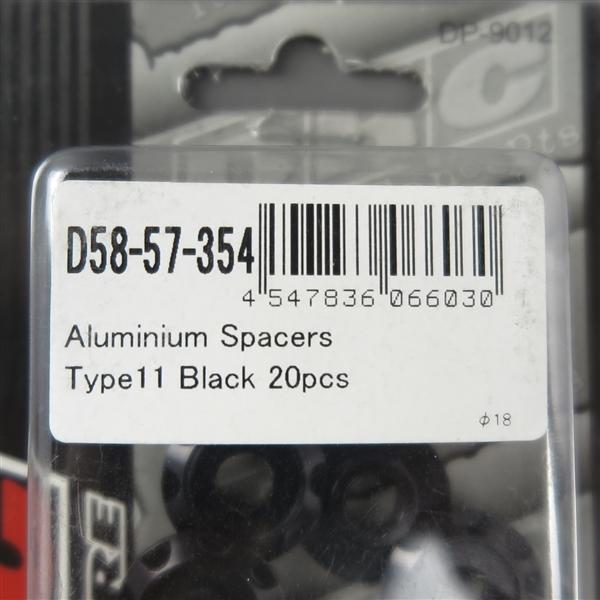 DP-9012
D58-57-354
4 547836 066030
Aluminium Spacers
Type11 Black 20pcs
φ18